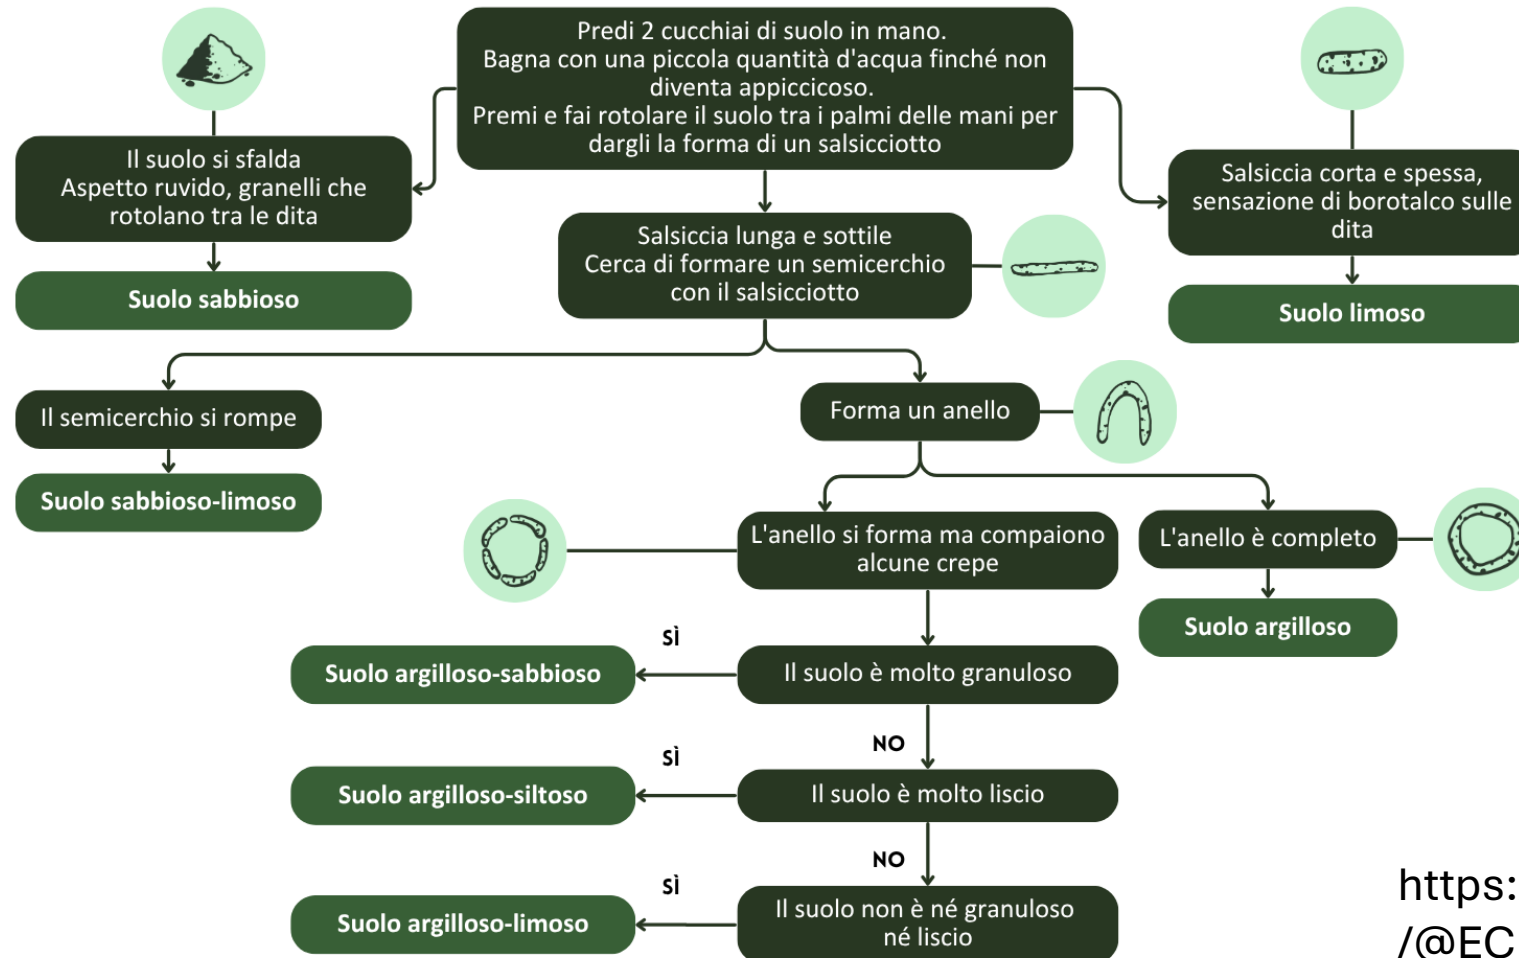 Predi 2 cucchiai di suolo in mano.
Bagna con una piccola quantità d'acqua finché non
diventa appiccicoso.
Premi e fai rotolare il suolo tra i palmi delle mani per
dargli la forma di un salsicciotto
Il suolo si sfalda
Aspetto ruvido, granelli che
rotolano tra le dita
Suolo sabbioso
Salsiccia lunga e sottile
Cerca di formare un semicerchio
con il salsicciotto
Salsiccia corta e spessa,
sensazione di borotalco sulle
dita
Suolo limoso
Il semicerchio si rompe
Suolo sabbioso-limoso
Forma un anello
L'anello si forma ma compaiono
alcune crepe
L'anello è completo
Suolo argilloso
Il suolo è molto granuloso
SÌ
Suolo argilloso-sabbioso
NO
Il suolo è molto liscio
SÌ
Suolo argilloso-siltoso
NO
Il suolo non è né granuloso
né liscio
SÌ
Suolo argilloso-limoso
https:
/@EC